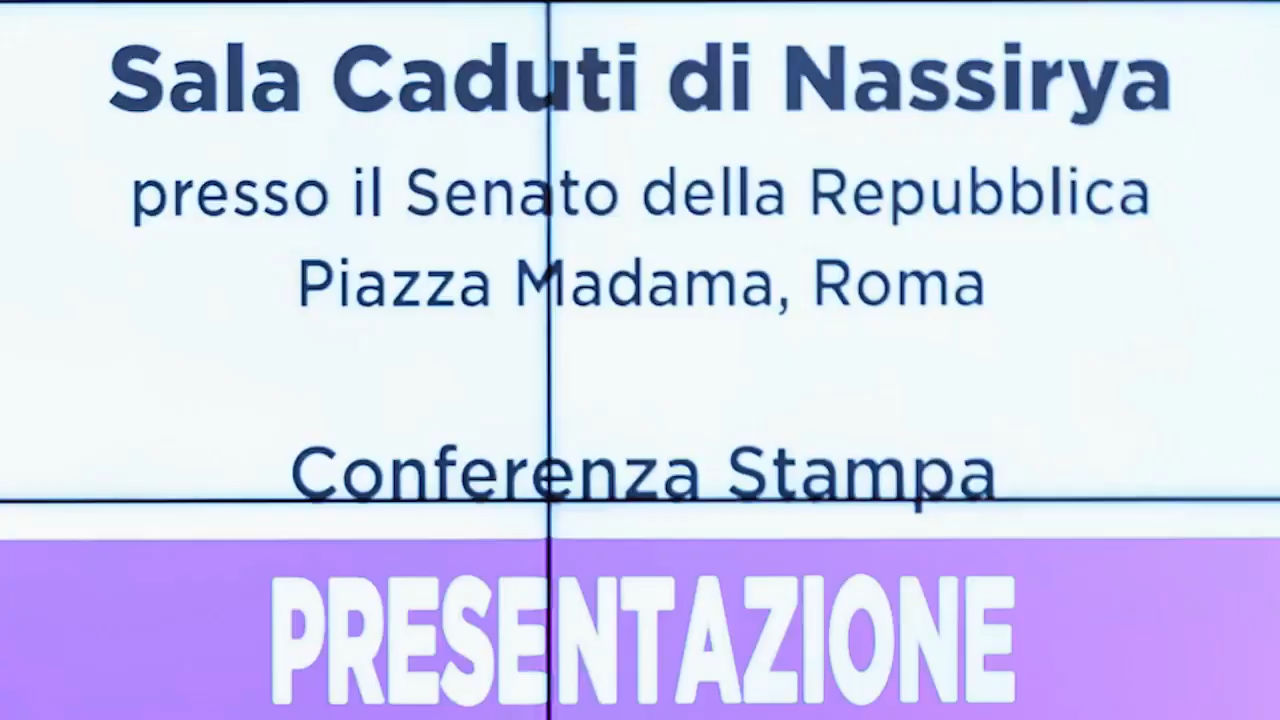 Sala Caduti di Nassirya
presso il Senato della Repubblica
Piazza Madama, Roma
Conferenza Stampa
PRESENTAZIONE